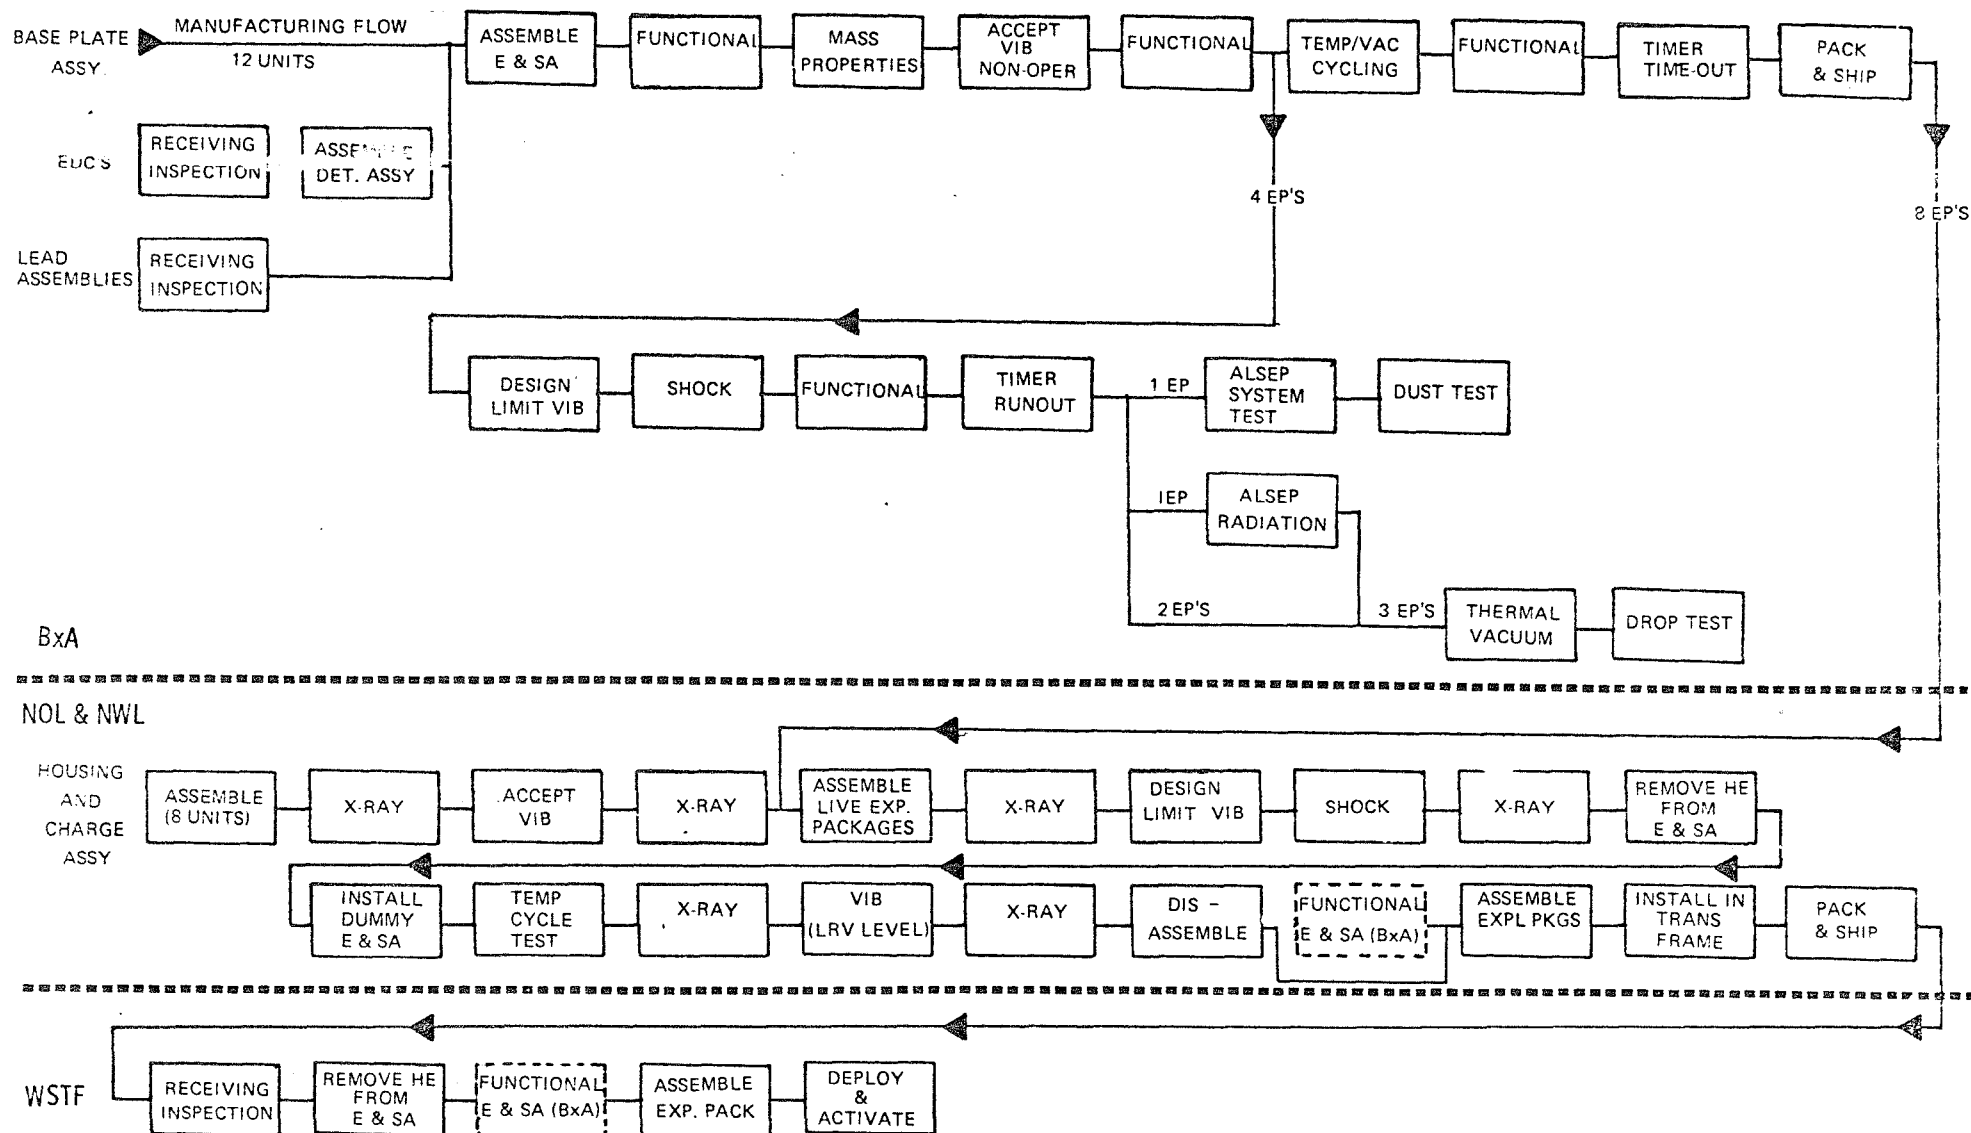 BASE PLATE
ASSY.
MANUFACTURING FLOW
12 UNITS
ASSEMBLE
E & SA
FUNCTIONAL
MASS
PROPERTIES
ACCEPT
VIB
NON-OPER
FUNCTIONAL
TEMP/VAC
CYCLING
FUNCTIONAL
TIMER
TIME-OUT
PACK
& SHIP
EDC'S
RECEIVING
INSPECTION
ASSEMBLE
DET. ASSY
4 EP'S
8 EP'S
LEAD
ASSEMBLIES
RECEIVING
INSPECTION
DESIGN
LIMIT VIB
SHOCK
FUNCTIONAL
TIMER
RUNOUT
1 EP
ALSEP
SYSTEM
TEST
DUST TEST
IEP
ALSEP
RADIATION
2 EP'S
3 EP'S
THERMAL
VACUUM
DROP TEST
BxA
NOL & NWL
HOUSING
AND
CHARGE
ASSY
ASSEMBLE
(8 UNITS)
X-RAY
ACCEPT
VIB
X-RAY
ASSEMBLE
LIVE EXP.
PACKAGES
X-RAY
DESIGN
LIMIT VIB
SHOCK
X-RAY
REMOVE HE
FROM
E & SA
INSTALL
DUMMY
E & SA
TEMP
CYCLE
TEST
X-RAY
VIB
(LRV LEVEL)
X-RAY
DIS -
ASSEMBLE
FUNCTIONAL
E & SA (BxA)
ASSEMBLE
EXPL PKGS
INSTALL IN
TRANS
FRAME
PACK
& SHIP
WSTF
RECEIVING
INSPECTION
REMOVE HE
FROM
E & SA
FUNCTIONAL
E & SA (BxA)
ASSEMBLE
EXP. PACK
DEPLOY
&
ACTIVATE